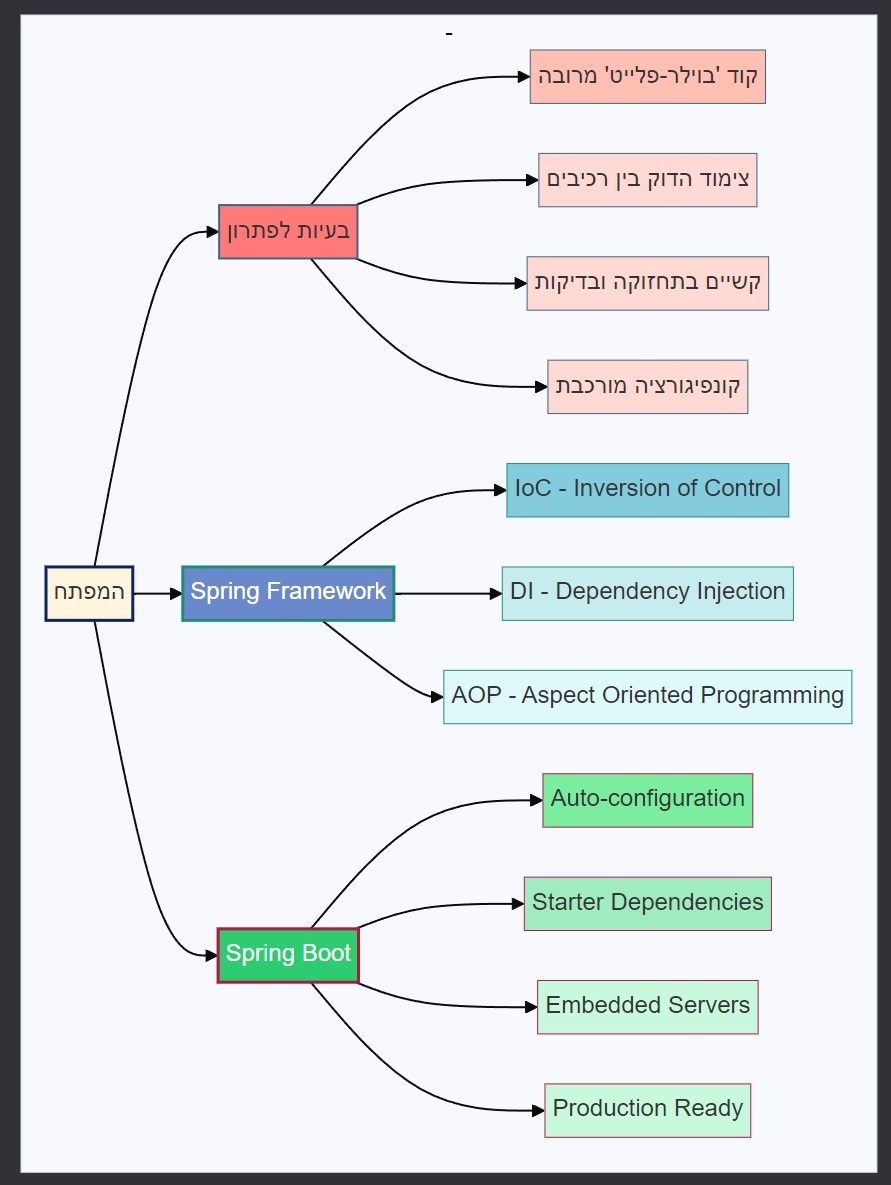 -
קוד 'בוילר-פלייט' מרובה
צימוד הדוק בין רכיבים
בעיות לפתרון
קשיים בתחזוקה ובדיקות
קונפיגורציה מורכבת
IoC - Inversion of Control
המפתח
Spring Framework
DI - Dependency Injection
AOP - Aspect Oriented Programming
Auto-configuration
Starter Dependencies
Spring Boot
Embedded Servers
Production Ready